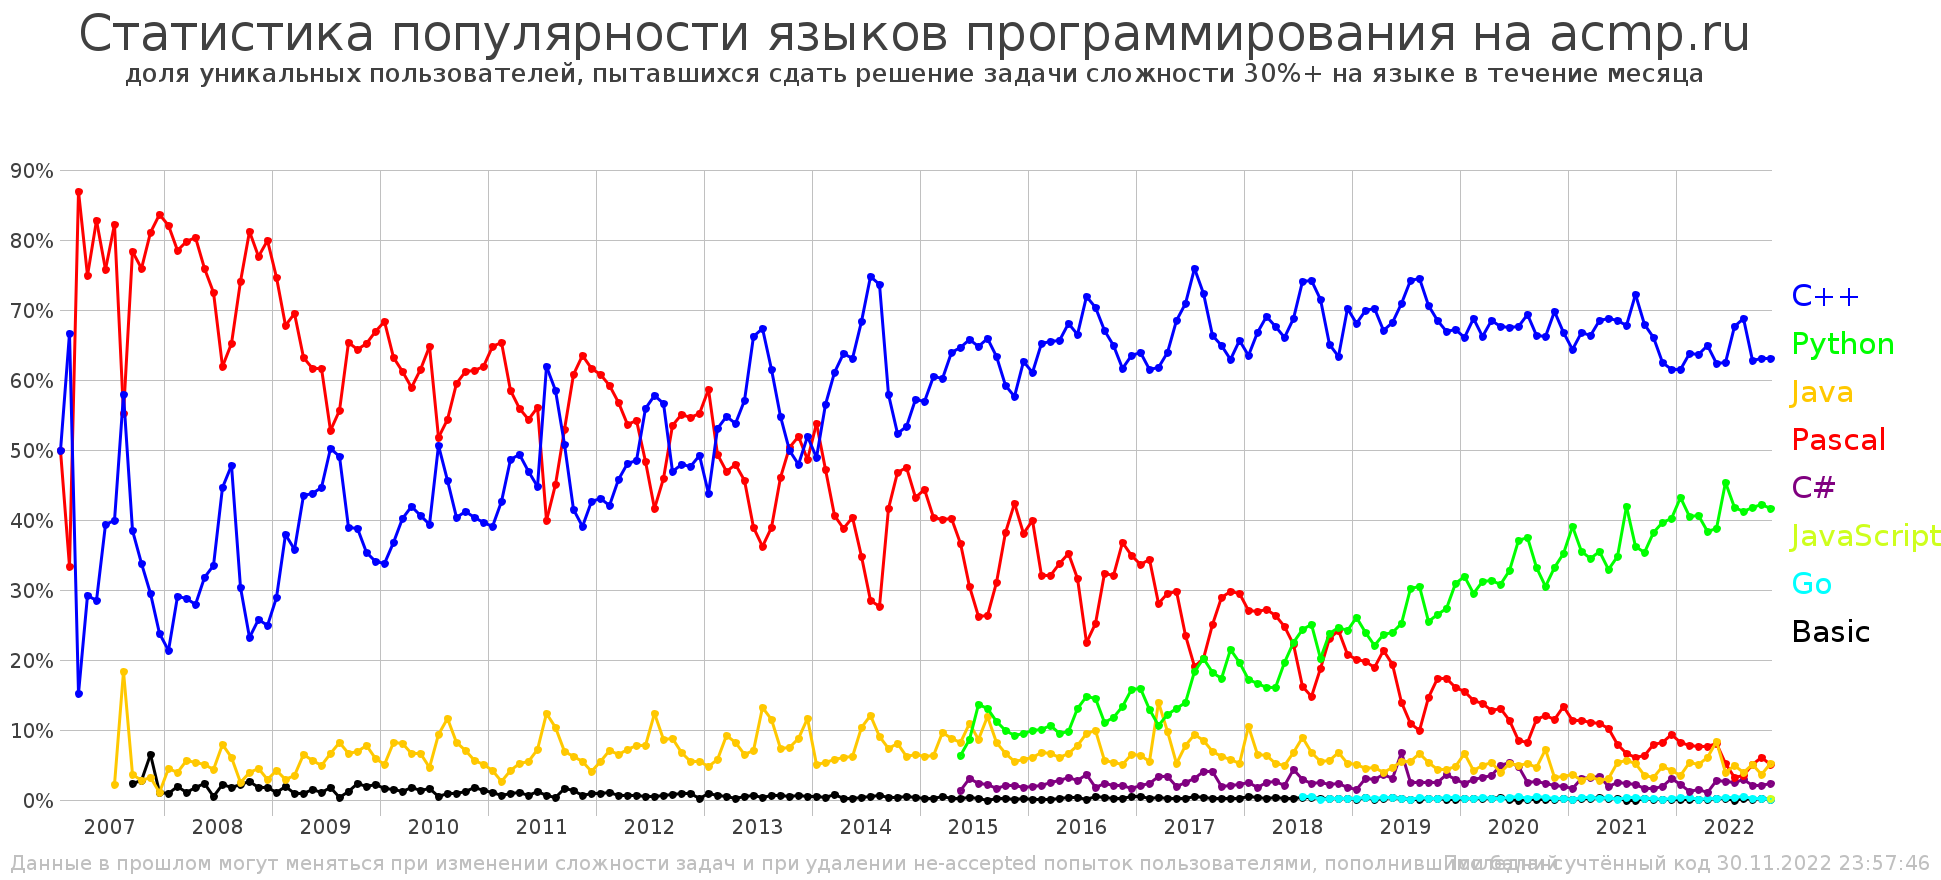 Статистика популярности языков программирования на acmp.ru
доля уникальных пользователей, пытавшихся сдать решение задачи сложности 30%+ на языке в течение месяца
90%
80%
70%
60%
50%
40%
30%
20%
10%
0%
C++
Python
Java
Pascal
C#
JavaScript
Go
Basic
2007 2008 2009 2010 2011 2012 2013 2014 2015 2016 2017 2018 2019 2020 2021 2022
Данные в прошлом могут меняться при изменении сложности задач и при удалении не-accepted попыток пользователями, учтённый код 30.11.2022 23:57:46